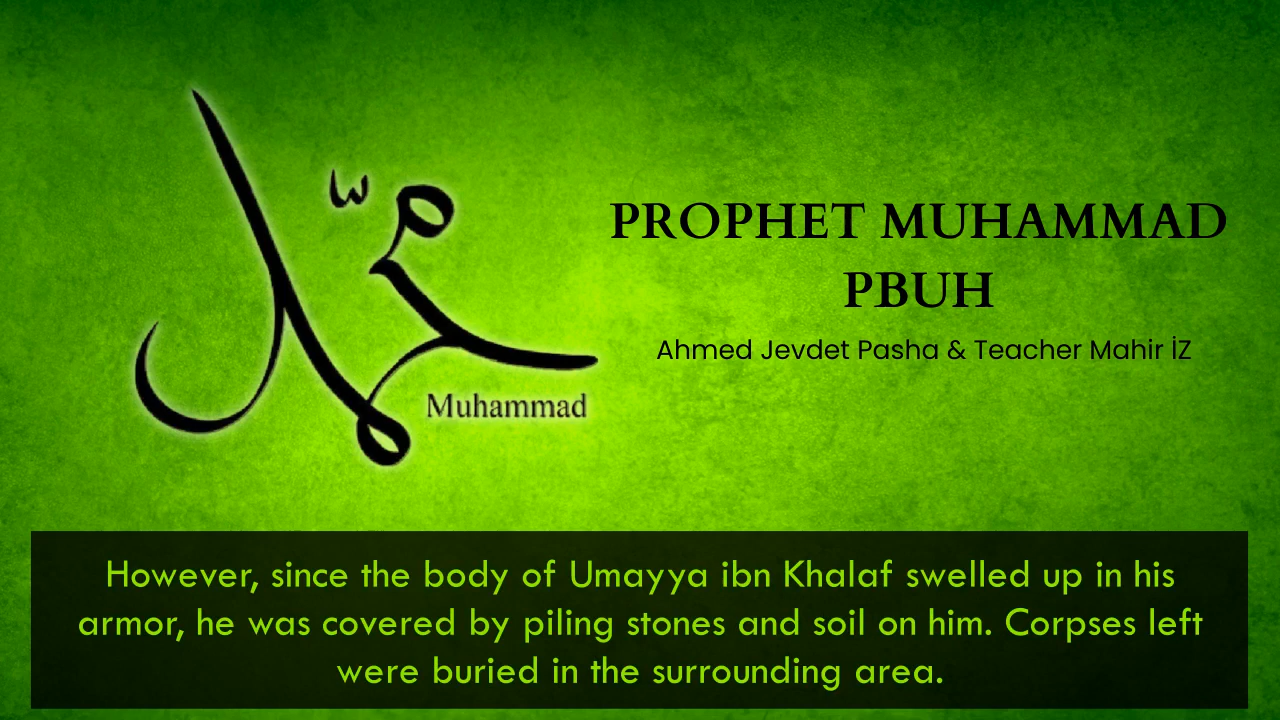 محمد
Muhammad
PROPHET MUHAMMAD
PBUH
Ahmed Jevdet Pasha & Teacher Mahir İZ
However, since the body of Umayya ibn Khalaf swelled up in his
armor, he was covered by piling stones and soil on him. Corpses left
were buried in the surrounding area.